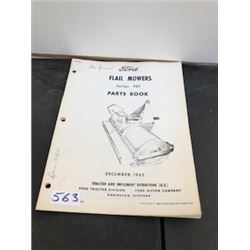 Ford
FLAIL MOWERS
Series 907
PARTS BOOK
DECEMBER, 1963
TRACTOR AND IMPLEMENT OPERATIONS (U.S.)
FORD TRACTOR DIVISION FORD MOTOR COMPANY
BIRMINGHAM, MICHIGAN
563